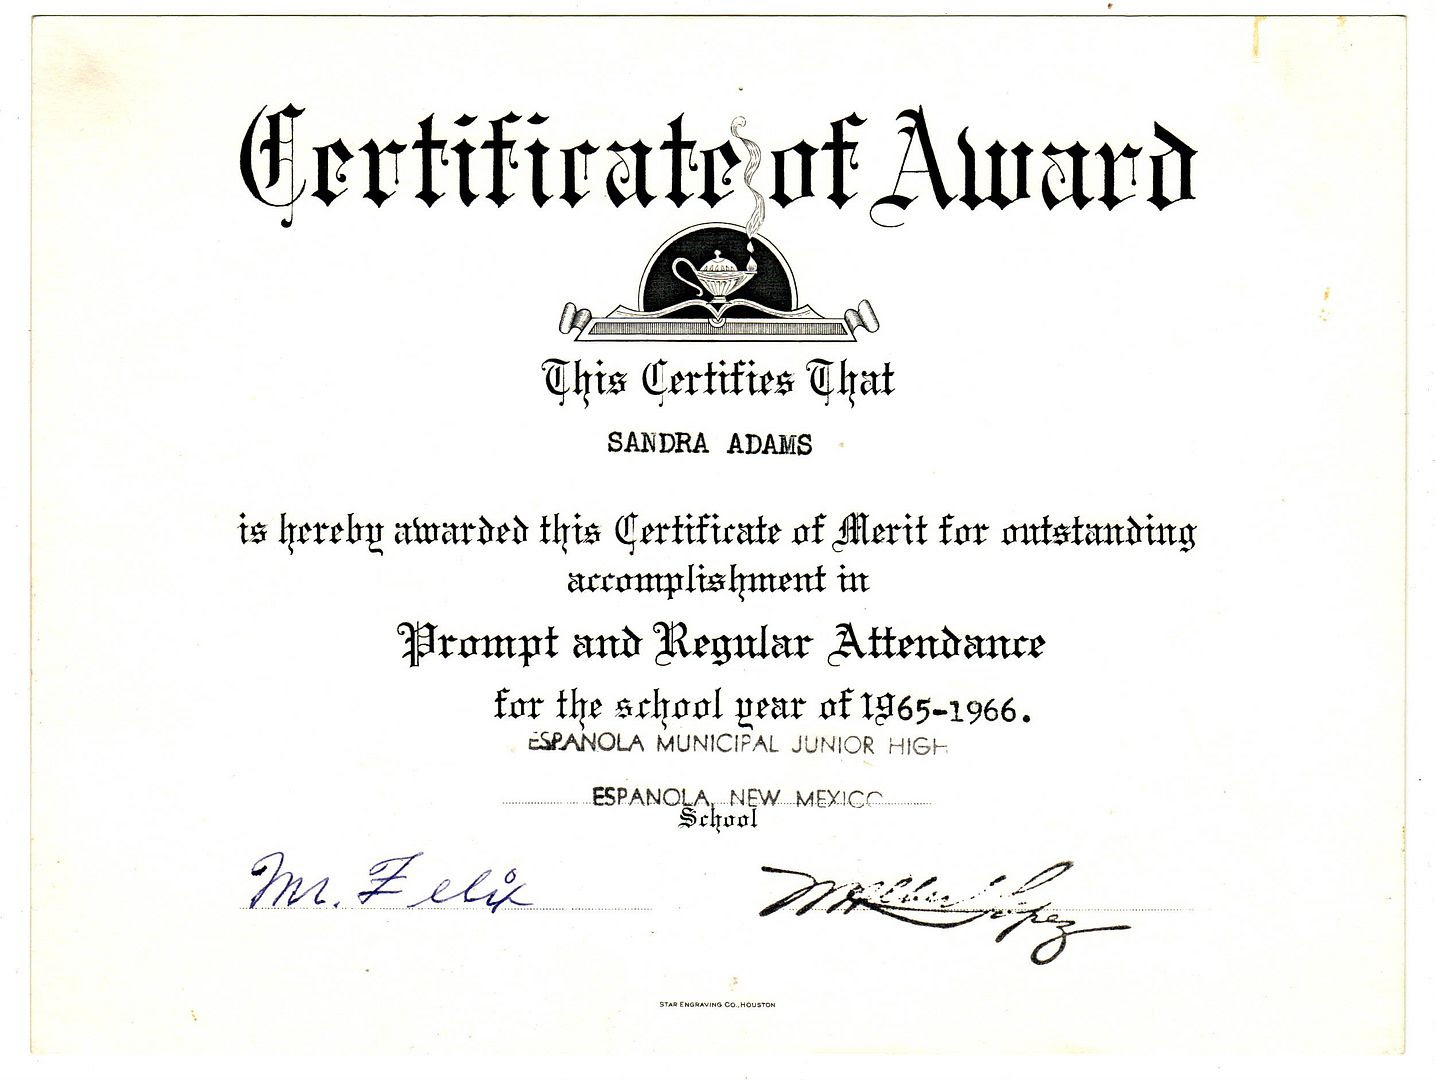 Certificate of Award
This Certifies That
SANDRA ADAMS
is hereby awarded this Certificate of Merit for outstanding
accomplishment in
Prompt and Regular Attendance
for the school year of 1965-1966.
ESPANOLA MUNICIPAL JUNIOR HIGH
ESPANOLA, NEW MEXICO
School
Mr. Felix
Lopez
STAR ENGRAVING CO., HOUSTON